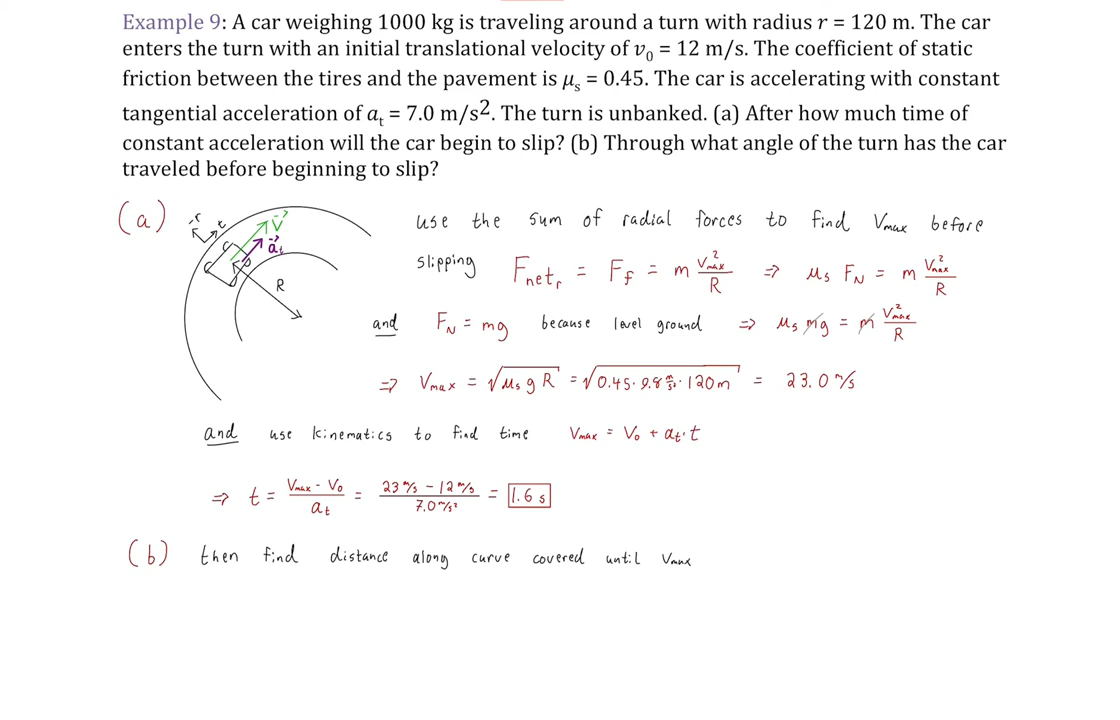 Example 9: A car weighing 1000 kg is traveling around a turn with radius r = 120 m. The car
enters the turn with an initial translational velocity of v₀ = 12 m/s. The coefficient of static
friction between the tires and the pavement is μₛ = 0.45. The car is accelerating with constant
tangential acceleration of aₜ = 7.0 m/s². The turn is unbanked. (a) After how much time of
constant acceleration will the car begin to slip? (b) Through what angle of the turn has the car
traveled before beginning to slip?
(a)
r t
V⃗
a⃗ₜ
R
use the sum of radial forces to find Vmax before
slipping F_net_r = F_f = m Vmax²/R ⇒ μₛ F_N = m Vmax²/R
and F_N = mg because level ground ⇒ μₛ mg = m Vmax²/R
⇒ Vmax = √(μₛ g R) = √(0.45 · 9.8 m/s² · 120 m) = 23.0 m/s
and use kinematics to find time Vmax = V₀ + aₜ · t
⇒ t = (Vmax - V₀)/aₜ = (23 m/s - 12 m/s)/(7.0 m/s²) = 1.6 s
(b) then find distance along curve covered until Vmax